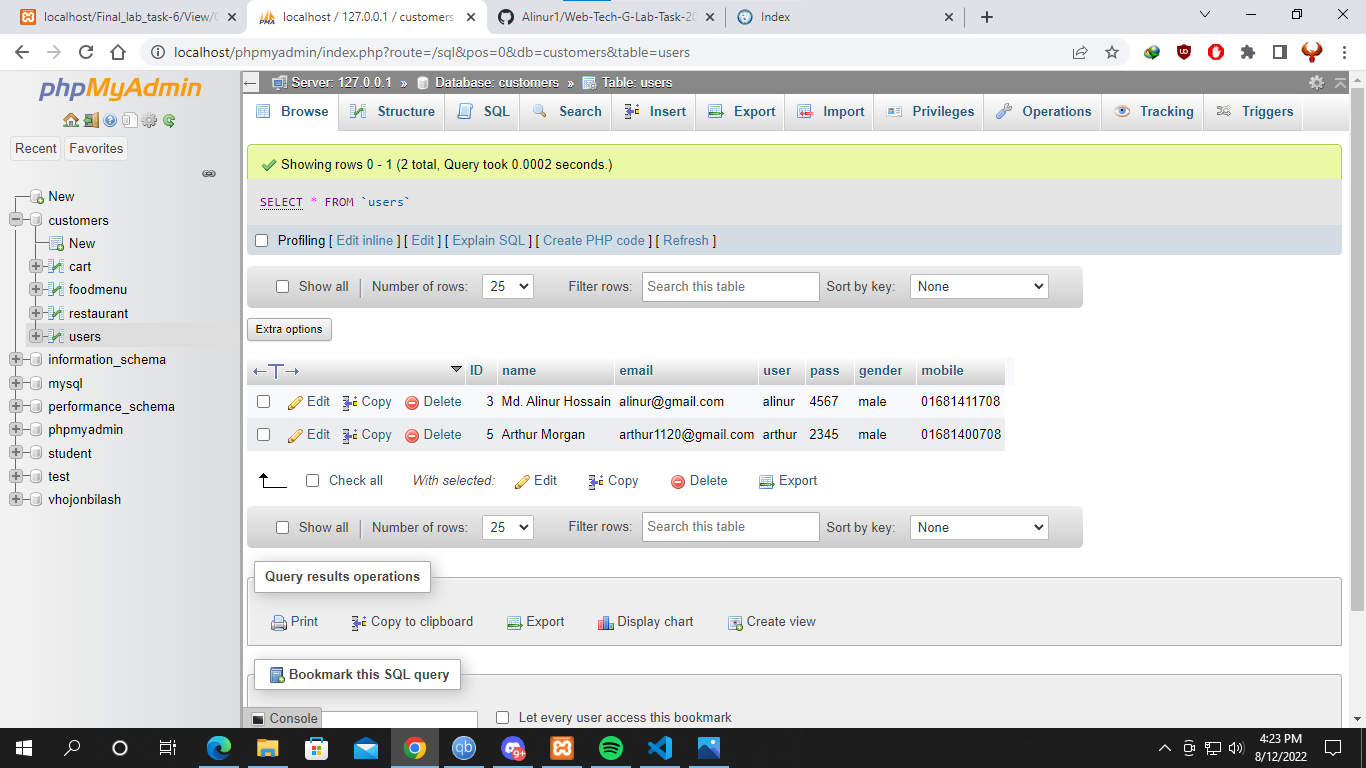 localhost/Final_lab_task-6/View/C
localhost / 127.0.0.1 / customers
Alinur1/Web-Tech-G-Lab-Task-20
Index
localhost/phpmyadmin/index.php?route=/sql&pos=0&db=customers&table=users
phpMyAdmin
Recent Favorites
New
customers
New
cart
foodmenu
restaurant
users
information_schema
mysql
performance_schema
phpmyadmin
student
test
vhojonbilash
Server: 127.0.0.1 » Database: customers » Table: users
Browse Structure SQL Search Insert Export Import Privileges Operations Tracking Triggers
Showing rows 0 - 1 (2 total, Query took 0.0002 seconds.)
SELECT * FROM `users`
Profiling [ Edit inline ] [ Edit ] [ Explain SQL ] [ Create PHP code ] [ Refresh ]
Show all Number of rows: 25 Filter rows: Search this table Sort by key: None
Extra options
ID name email user pass gender mobile
Edit Copy Delete 3 Md. Alinur Hossain alinur@gmail.com alinur 4567 male 01681411708
Edit Copy Delete 5 Arthur Morgan arthur1120@gmail.com arthur 2345 male 01681400708
Check all With selected: Edit Copy Delete Export
Show all Number of rows: 25 Filter rows: Search this table Sort by key: None
Query results operations
Print Copy to clipboard Export Display chart Create view
Bookmark this SQL query
Console
Let every user access this bookmark
9+
4:23 PM
8/12/2022